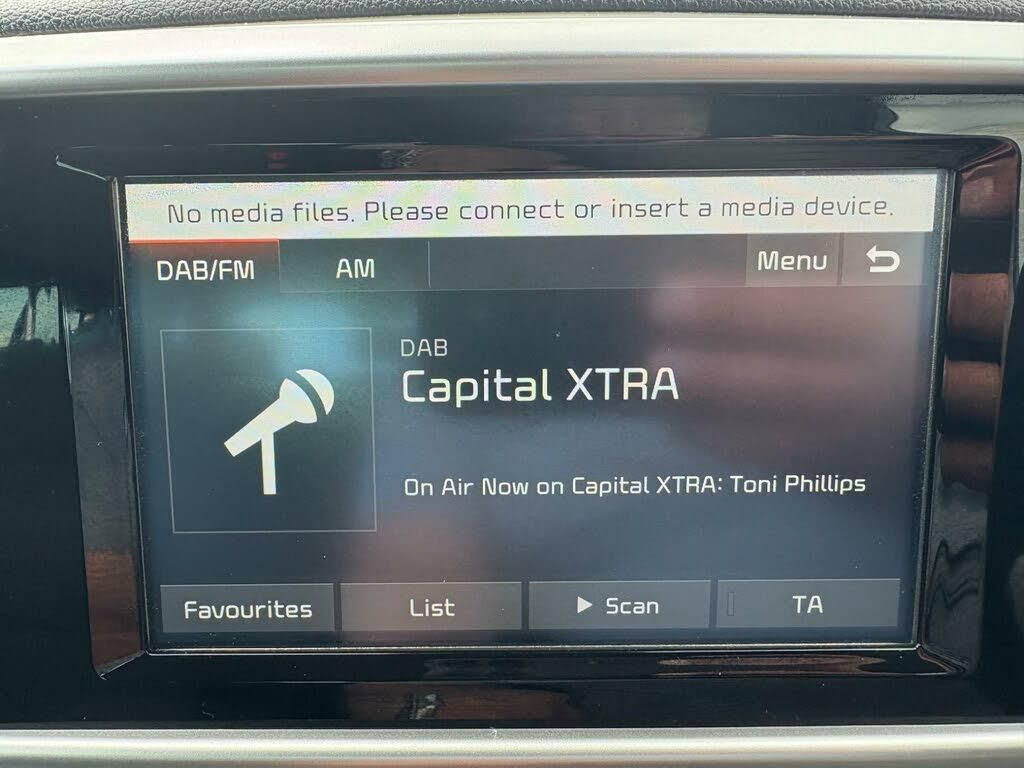 No media files. Please connect or insert a media device.
DAB/FM AM Menu
DAB
Capital XTRA
On Air Now on Capital XTRA: Toni Phillips
Favourites List Scan TA